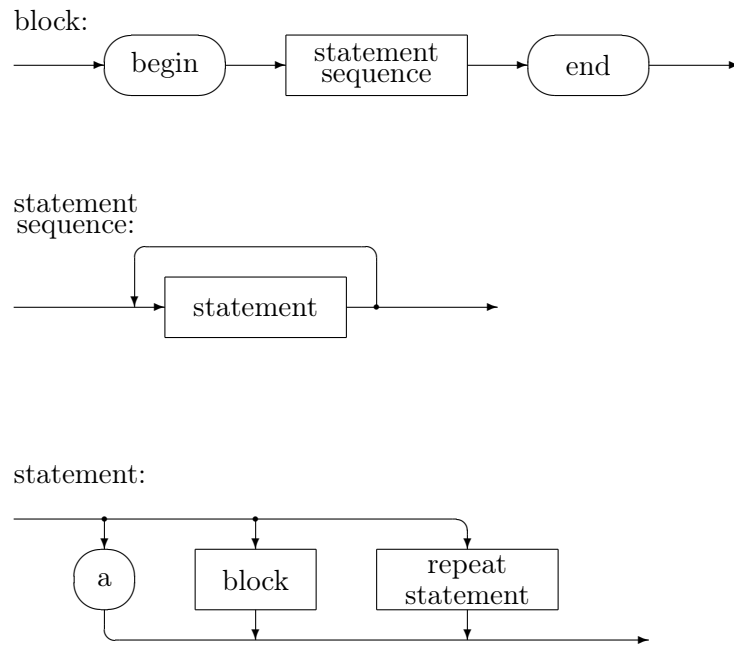 block:
begin
statement
sequence
end
statement
sequence:
statement
statement:
a
block
repeat
statement